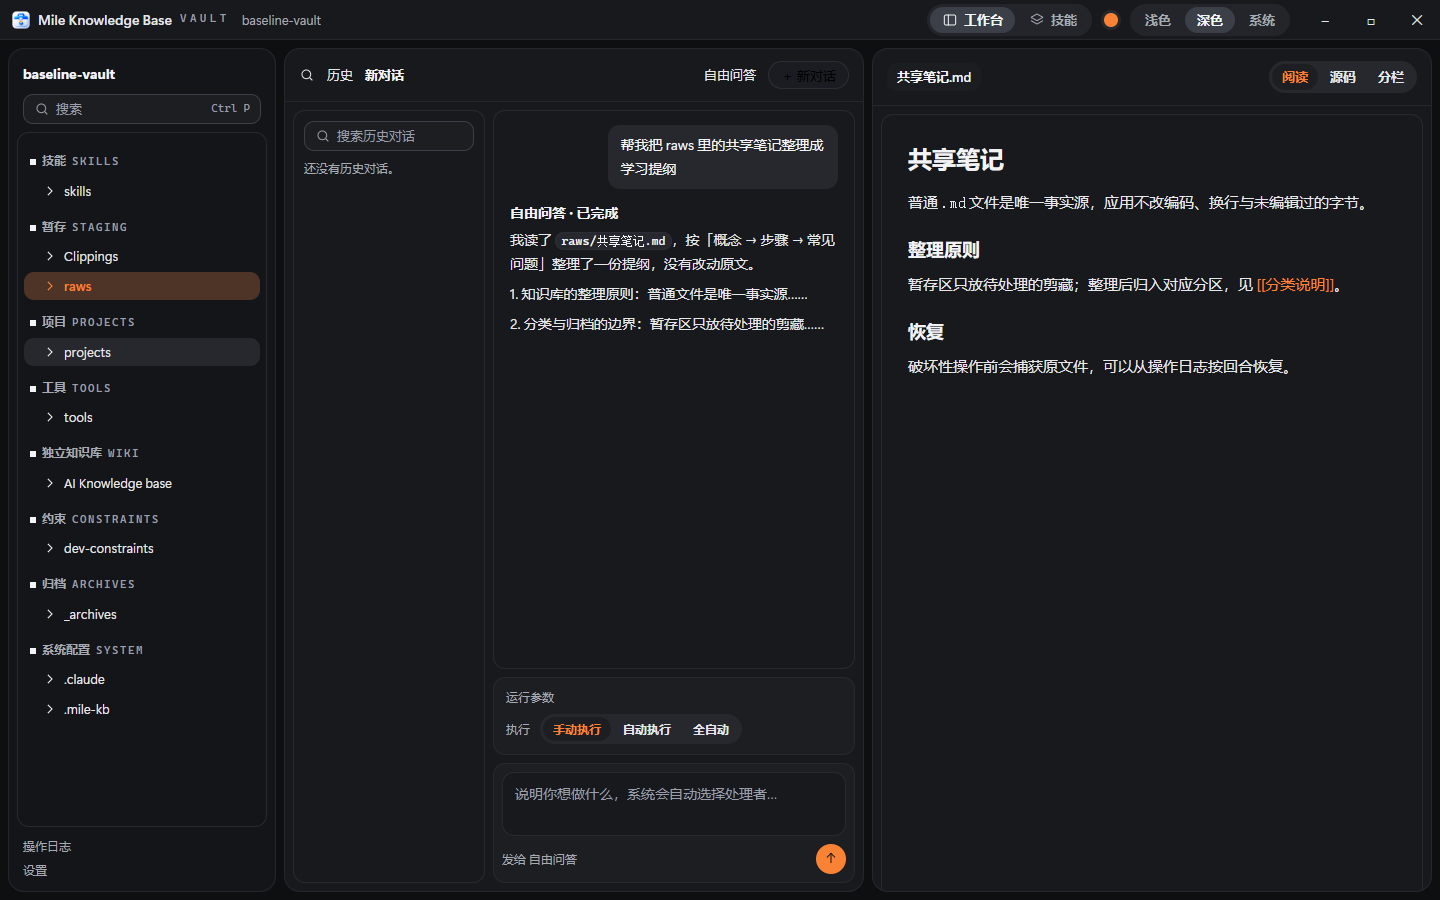 Mile Knowledge Base VAULT baseline-vault
工作台 技能 浅色 深色 系统
baseline-vault
搜索 Ctrl P
技能 SKILLS
skills
暂存 STAGING
Clippings
raws
项目 PROJECTS
projects
工具 TOOLS
tools
独立知识库 WIKI
AI Knowledge base
约束 CONSTRAINTS
dev-constraints
归档 ARCHIVES
_archives
系统配置 SYSTEM
.claude
.mile-kb
操作日志
设置
历史 新对话 自由问答 + 新对话
搜索历史对话
还没有历史对话。
帮我把 raws 里的共享笔记整理成
学习提纲
自由问答 · 已完成
我读了 raws/共享笔记.md，按「概念 → 步骤 → 常见
问题」整理了一份提纲，没有改动原文。
1. 知识库的整理原则：普通文件是唯一事实源……
2. 分类与归档的边界：暂存区只放待处理的剪藏……
运行参数
执行 手动执行 自动执行 全自动
说明你想做什么，系统会自动选择处理者...
发给 自由问答
共享笔记.md 阅读 源码 分栏
共享笔记
普通 .md 文件是唯一事实源，应用不改编码、换行与未编辑过的字节。
整理原则
暂存区只放待处理的剪藏；整理后归入对应分区，见 [[分类说明]]。
恢复
破坏性操作前会捕获原文件，可以从操作日志按回合恢复。